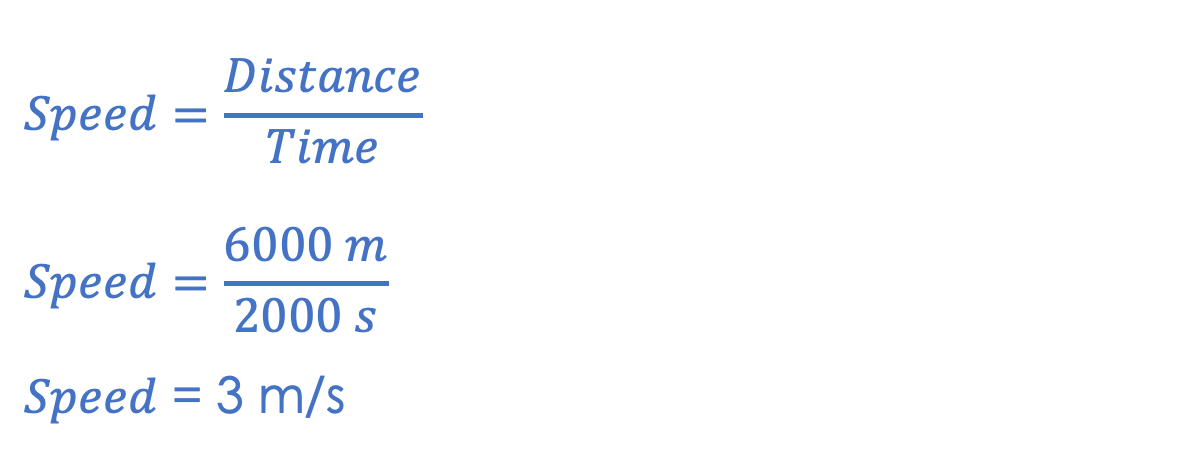 Speed = Distance / Time
Speed = 6000 m / 2000 s
Speed = 3 m/s